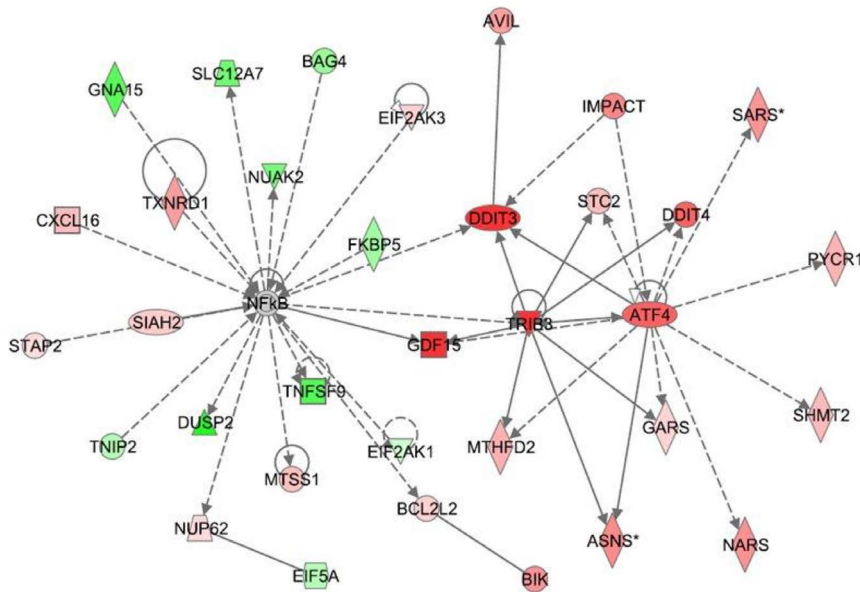 AVIL
SLC12A7
BAG4
GNA15
IMPACT
SARS*
EIF2AK3
NUAK2
TXNRD1
STC2
CXCL16
DDIT3
DDIT4
FKBP5
PYCR1
NFκB
SIAH2
TRIB3
ATF4
STAP2
GDF15
TNFSF9
DUSP2
SHMT2
TNIP2
EIF2AK1
MTHFD2
GARS
MTSS1
BCL2L2
NUP62
ASNS*
NARS
EIF5A
BIK